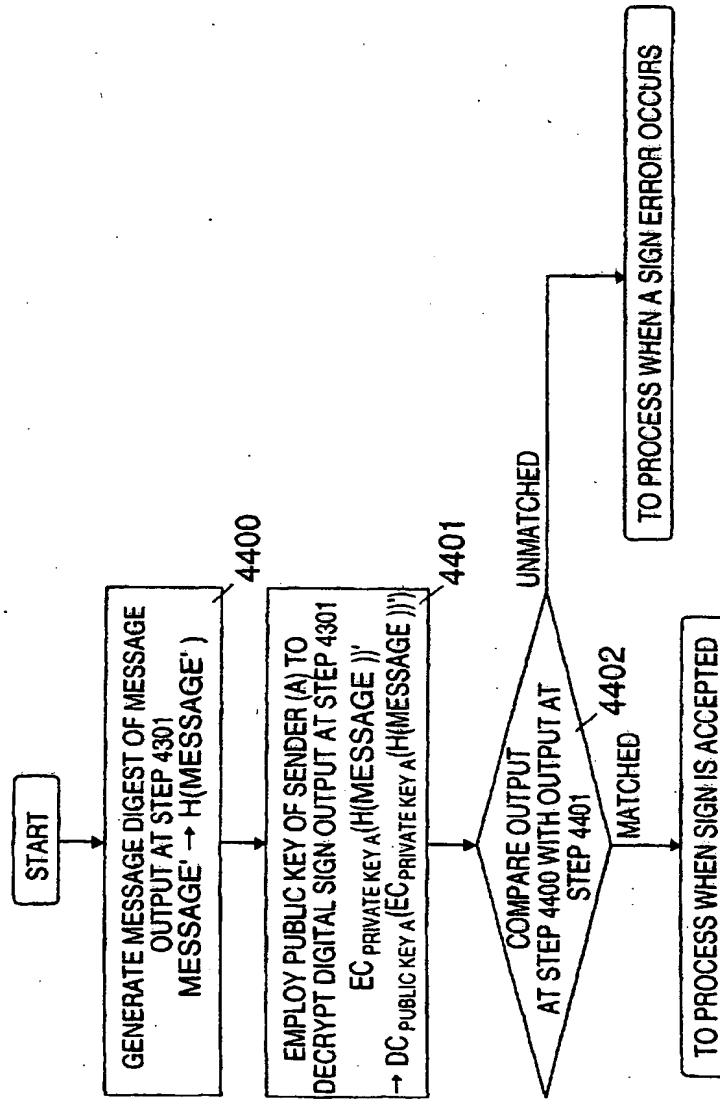 START
GENERATE MESSAGE DIGEST OF MESSAGE
OUTPUT AT STEP 4301
MESSAGE' → H(MESSAGE' )
4400
EMPLOY PUBLIC KEY OF SENDER (A) TO
DECRYPT DIGITAL SIGN OUTPUT AT STEP 4301
EC PRIVATE KEY A(H(MESSAGE ))'
→ DC PUBLIC KEY A(EC PRIVATE KEY A(H(MESSAGE ))')
4401
COMPARE OUTPUT
AT STEP 4400 WITH OUTPUT AT
STEP 4401
4402
UNMATCHED
MATCHED
TO PROCESS WHEN A SIGN ERROR OCCURS
TO PROCESS WHEN SIGN IS ACCEPTED